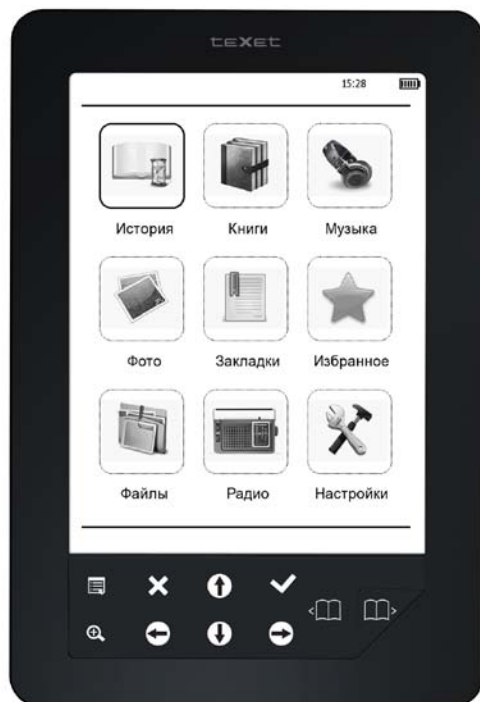 teXet
15:28
История Книги Музыка
Фото Закладки Избранное
Файлы Радио Настройки